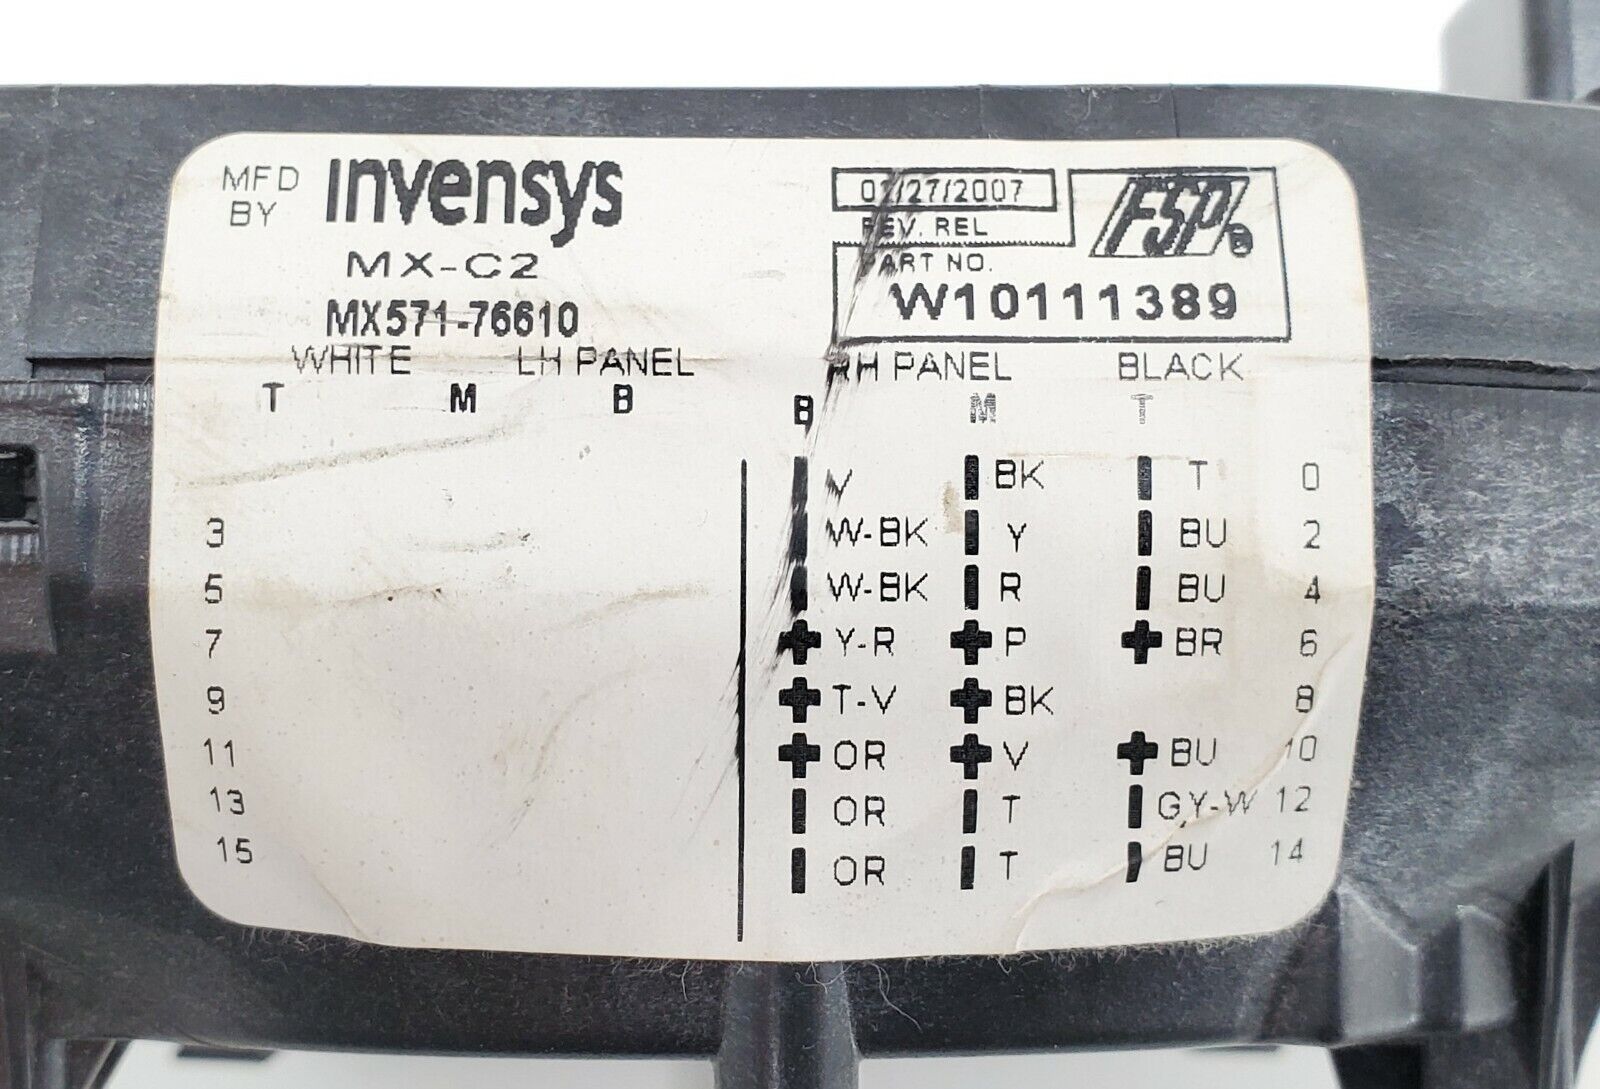 MFD
BY
Invensys
MX-C2
MX571-76610
/27/2007
REV. REL
FSP ®
PART NO.
W10111389
WHITE LH PANEL RH PANEL BLACK
T M B B M T
V BK T 0
3 W-BK Y BU 2
5 W-BK R BU 4
7 Y-R P BR 6
9 T-V BK 8
11 OR V BU 10
13 OR T GY-W 12
15 OR T BU 14